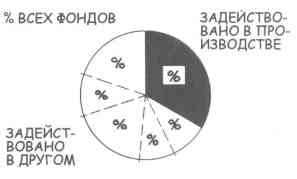 % ВСЕХ ФОНДОВ
ЗАДЕЙСТВО-
ВАНО В ПРО-
ИЗВОДСТВЕ
%
%
%
%
%
%
ЗАДЕЙСТ-
ВОВАНО
В ДРУГОМ